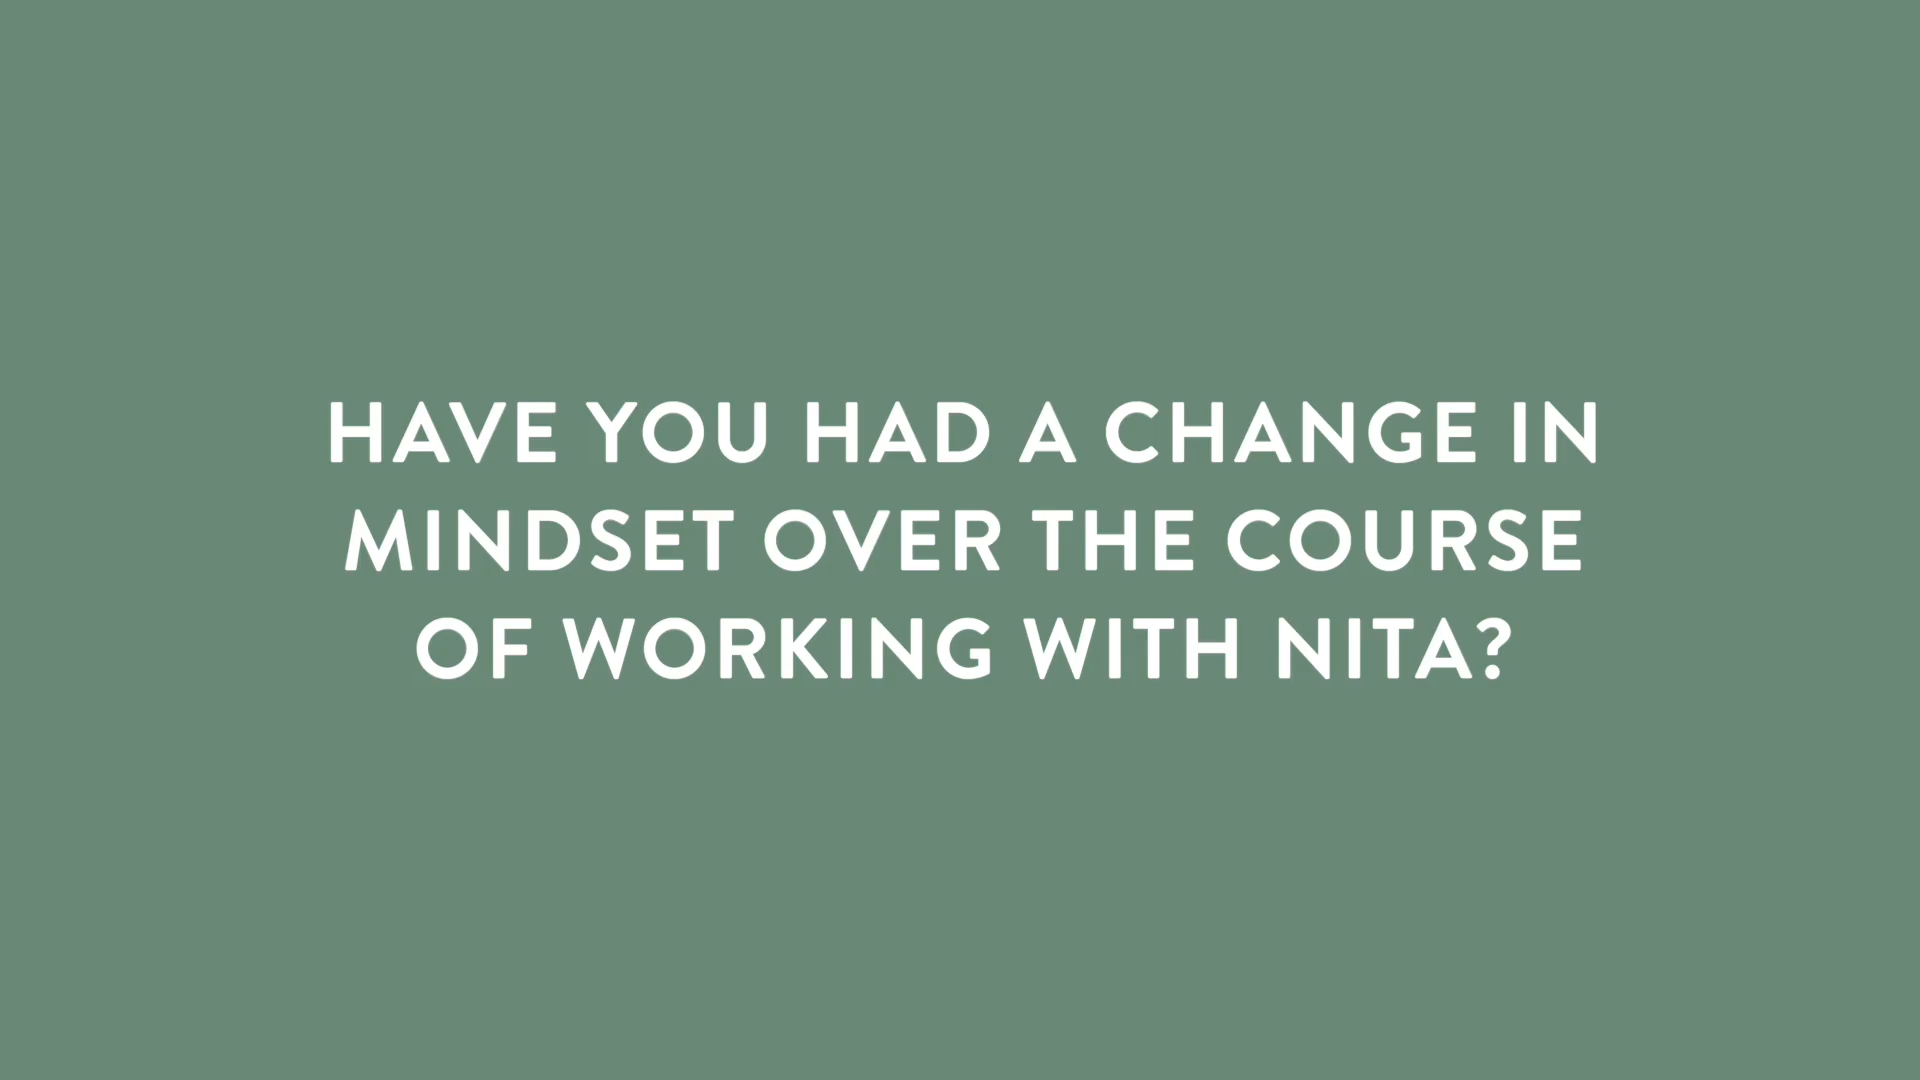 HAVE YOU HAD A CHANGE IN
MINDSET OVER THE COURSE
OF WORKING WITH NITA?